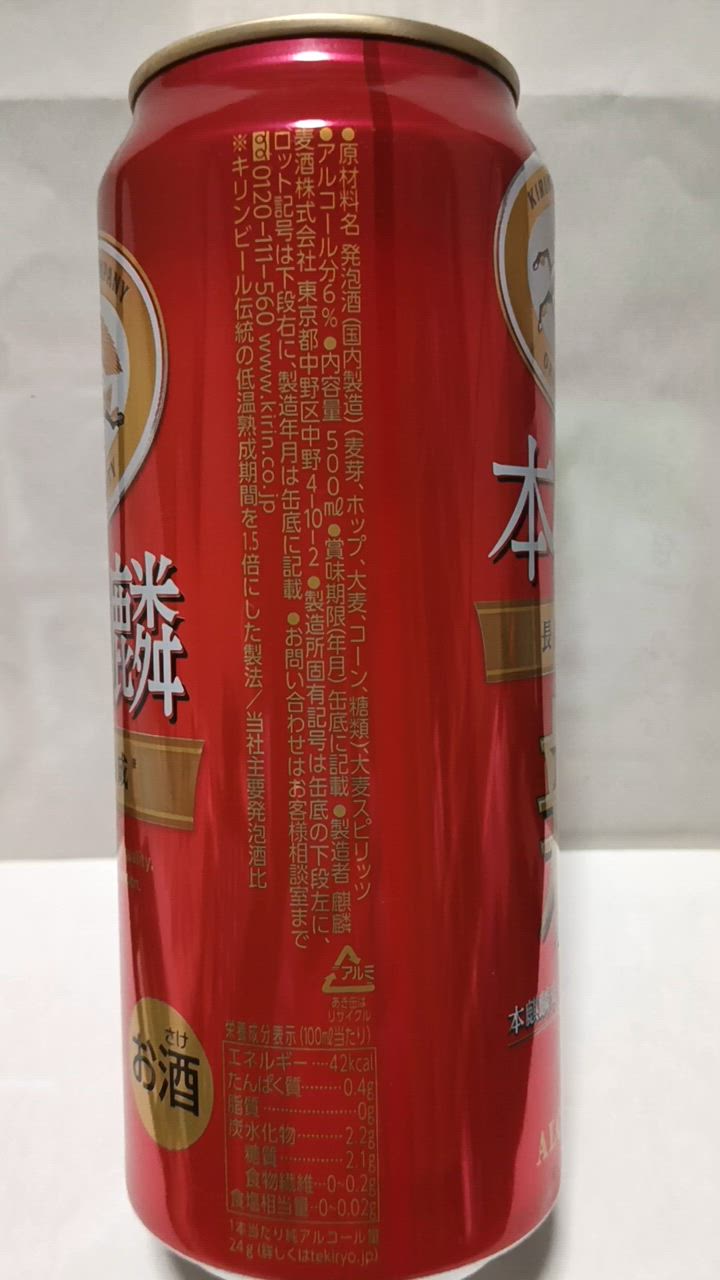 ●原材料名 発泡酒(国内製造)(麦芽、ホップ、大麦、コーン、糖類)、大麦スピリッツ
●アルコール分6% ●内容量 500㎖ ●賞味期限(年月)缶底に記載 ●製造者 麒麟
麦酒株式会社 東京都中野区中野4-10-2 ●製造所固有記号は缶底の下段左に、
ロット記号は下段右に、製造年月は缶底に記載 ●お問い合わせはお客様相談室まで
0120-111-560 www.kirin.co.jp
※キリンビール伝統の低温熟成期間を1.5倍にした製法/当社主要発泡酒比
アルミ
あき缶は
リサイクル
栄養成分表示(100㎖当たり)
エネルギー····42kcal
たんぱく質········0.4g
脂質···················0g
炭水化物···········2.2g
糖質···············2.1g
食物繊維···0~0.2g
食塩相当量··0~0.02g
1本当たり純アルコール量
24g(詳しくはtekiryo.jp)
さけ
お酒
麟
本
長
本麒麟